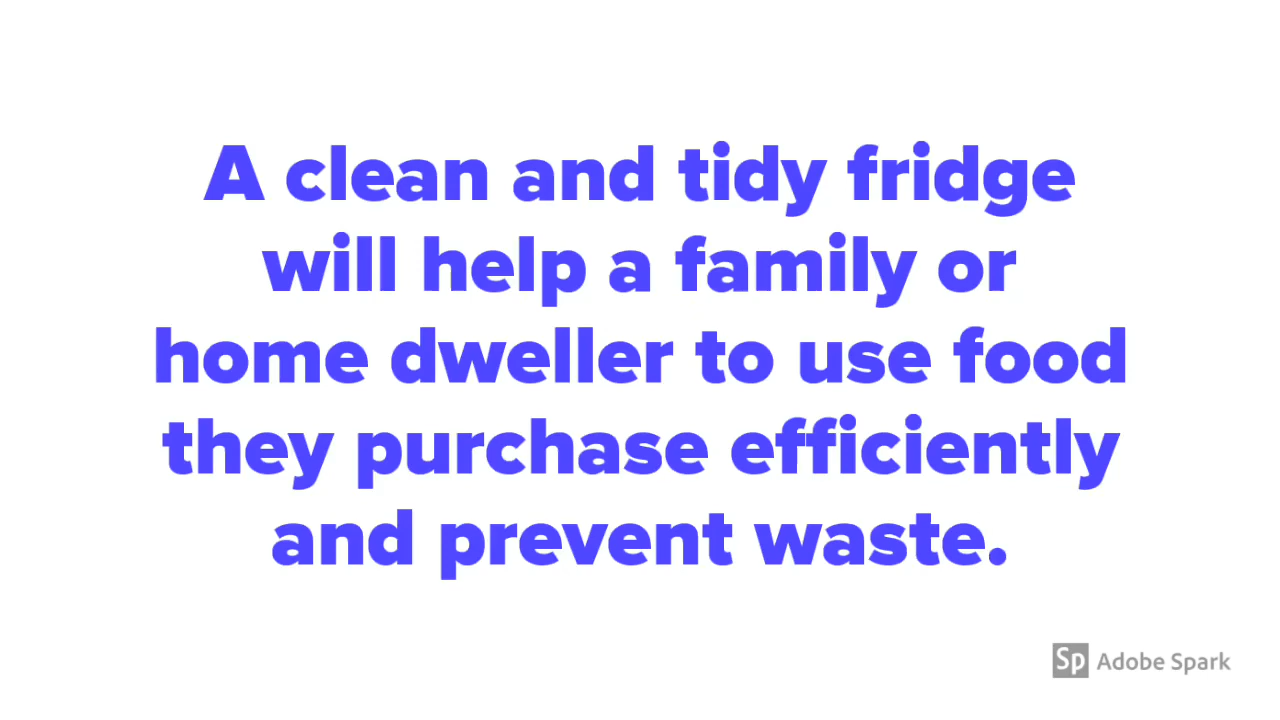 A clean and tidy fridge
will help a family or
home dweller to use food
they purchase efficiently
and prevent waste.
Sp Adobe Spark